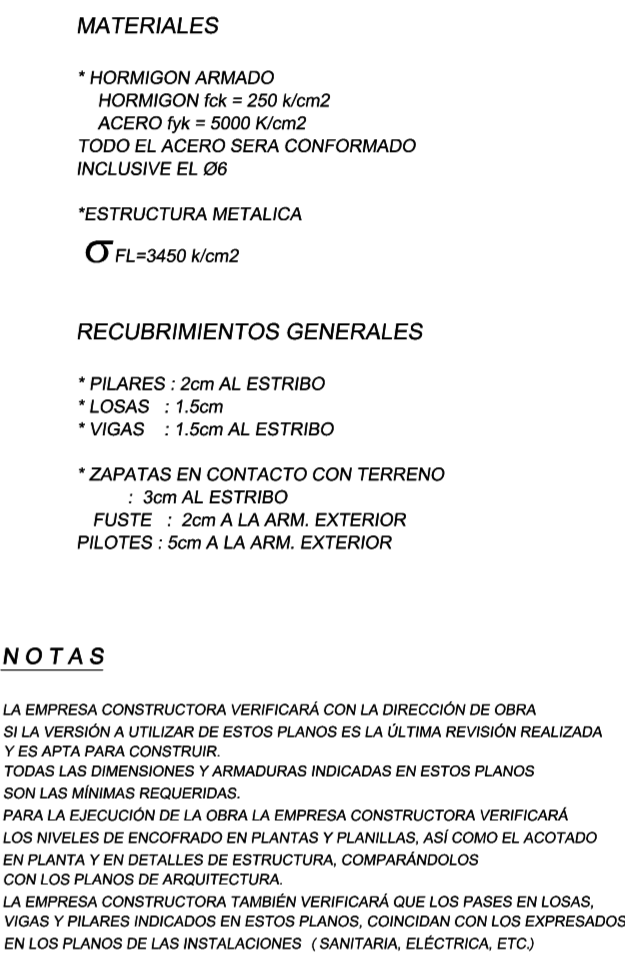 MATERIALES
* HORMIGON ARMADO
HORMIGON fck = 250 k/cm2
ACERO fyk = 5000 K/cm2
TODO EL ACERO SERA CONFORMADO
INCLUSIVE EL Ø6
*ESTRUCTURA METALICA
σ FL=3450 k/cm2
RECUBRIMIENTOS GENERALES
* PILARES : 2cm AL ESTRIBO
* LOSAS : 1.5cm
* VIGAS : 1.5cm AL ESTRIBO
* ZAPATAS EN CONTACTO CON TERRENO
: 3cm AL ESTRIBO
FUSTE : 2cm A LA ARM. EXTERIOR
PILOTES : 5cm A LA ARM. EXTERIOR
N O T A S
LA EMPRESA CONSTRUCTORA VERIFICARÁ CON LA DIRECCIÓN DE OBRA
SI LA VERSIÓN A UTILIZAR DE ESTOS PLANOS ES LA ÚLTIMA REVISIÓN REALIZADA
Y ES APTA PARA CONSTRUIR.
TODAS LAS DIMENSIONES Y ARMADURAS INDICADAS EN ESTOS PLANOS
SON LAS MÍNIMAS REQUERIDAS.
PARA LA EJECUCIÓN DE LA OBRA LA EMPRESA CONSTRUCTORA VERIFICARÁ
LOS NIVELES DE ENCOFRADO EN PLANTAS Y PLANILLAS, ASÍ COMO EL ACOTADO
EN PLANTA Y EN DETALLES DE ESTRUCTURA, COMPARÁNDOLOS
CON LOS PLANOS DE ARQUITECTURA.
LA EMPRESA CONSTRUCTORA TAMBIÉN VERIFICARÁ QUE LOS PASES EN LOSAS,
VIGAS Y PILARES INDICADOS EN ESTOS PLANOS, COINCIDAN CON LOS EXPRESADOS
EN LOS PLANOS DE LAS INSTALACIONES ( SANITARIA, ELÉCTRICA, ETC.)